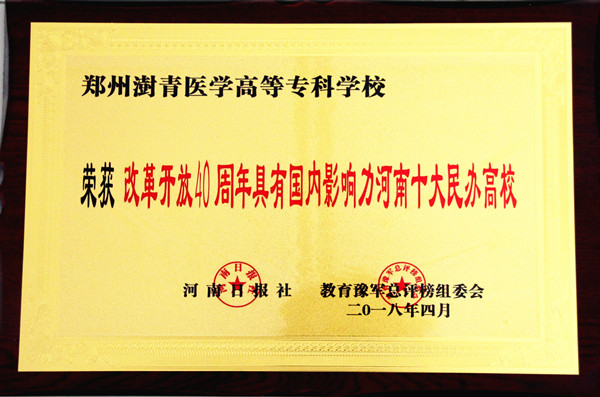 郑州澍青医学高等专科学校
荣获 改革开放40周年具有国内影响力河南十大民办高校
河南日报社 教育豫军总评榜组委会
二〇一八年四月